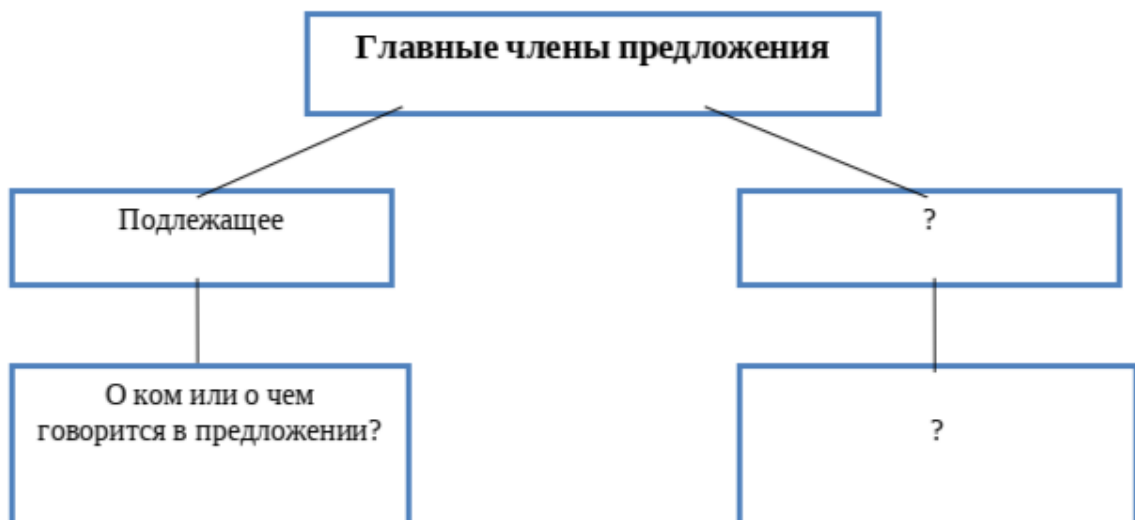 Главные члены предложения
Подлежащее
?
О ком или о чем
говорится в предложении?
?